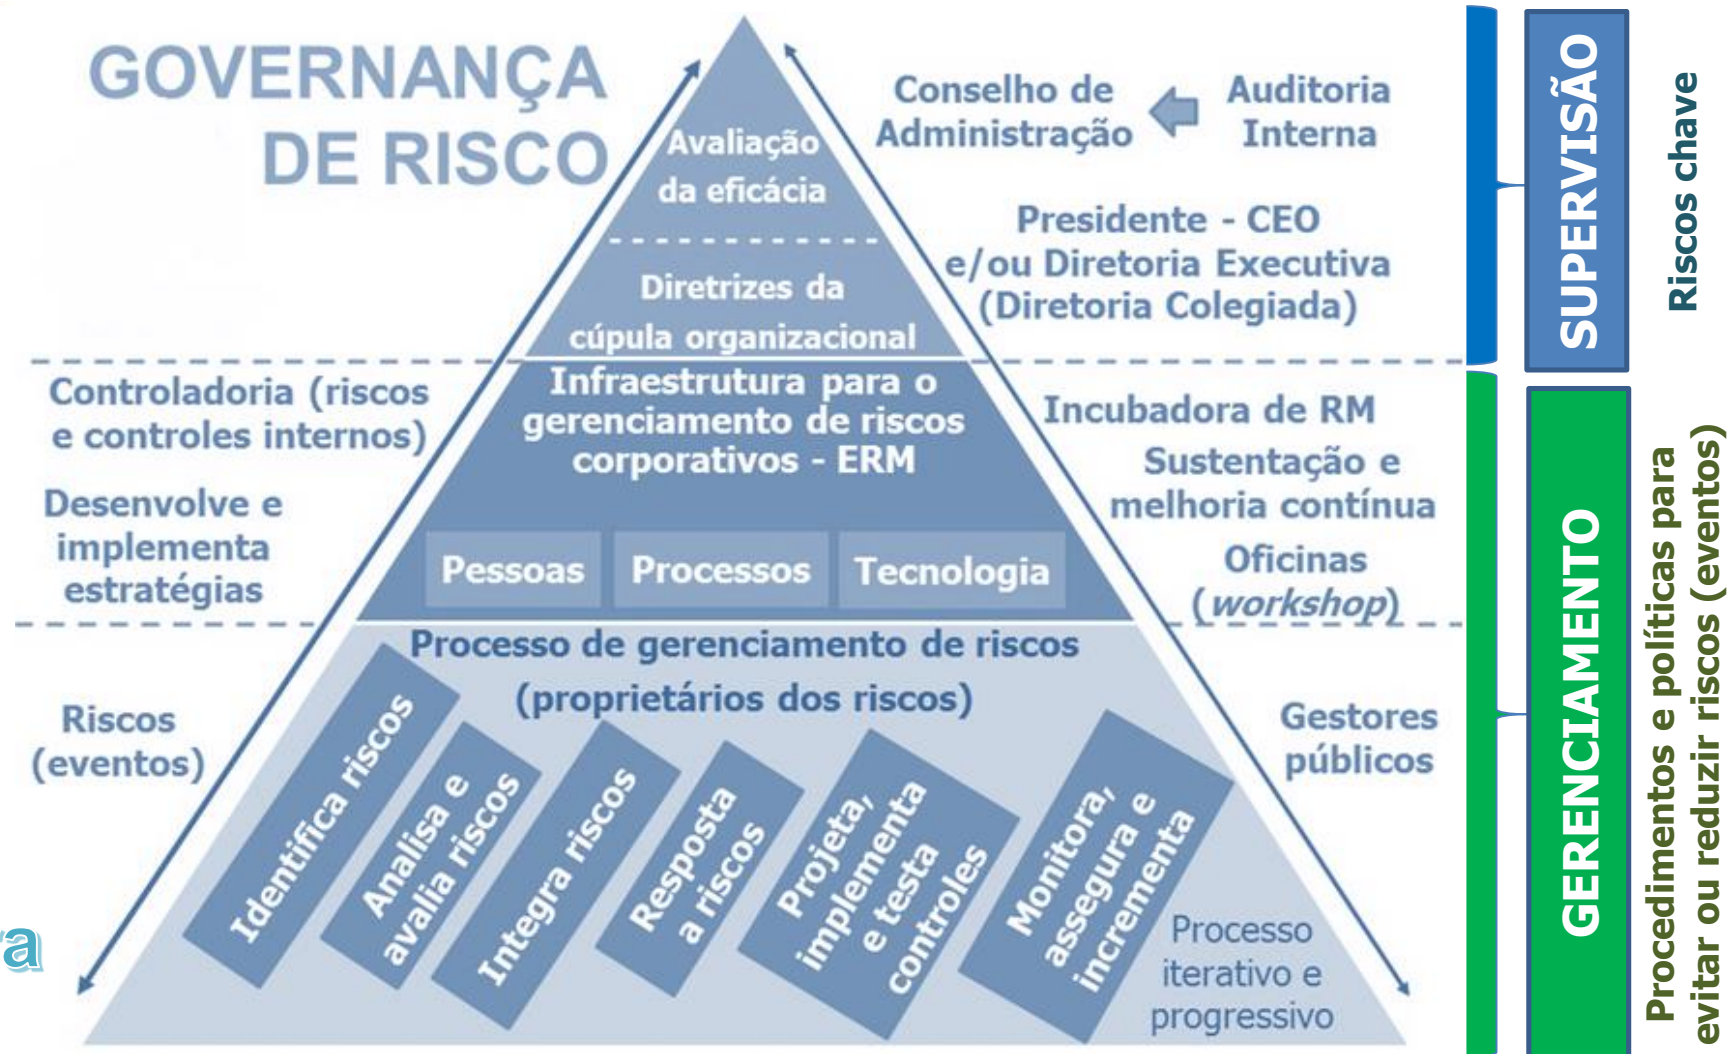 GOVERNANÇA
DE RISCO
Avaliação
da eficácia
Diretrizes da
cúpula organizacional
Conselho de
Administração
Auditoria
Interna
Presidente - CEO
e/ou Diretoria Executiva
(Diretoria Colegiada)
Controladoria (riscos
e controles internos)
Desenvolve e
implementa
estratégias
Infraestrutura para o
gerenciamento de riscos
corporativos - ERM
Pessoas
Processos
Tecnologia
Incubadora de RM
Sustentação e
melhoria contínua
Oficinas
(workshop)
Riscos
(eventos)
Processo de gerenciamento de riscos
(proprietários dos riscos)
Identifica riscos
Analisa e
avalia riscos
Integra riscos
Resposta
a riscos
Projeta,
implementa
e testa
controles
Monitora,
assegura e
incrementa
Processo
iterativo e
progressivo
Gestores
públicos
SUPERVISÃO
Riscos chave
GERENCIAMENTO
Procedimentos e políticas para
evitar ou reduzir riscos (eventos)